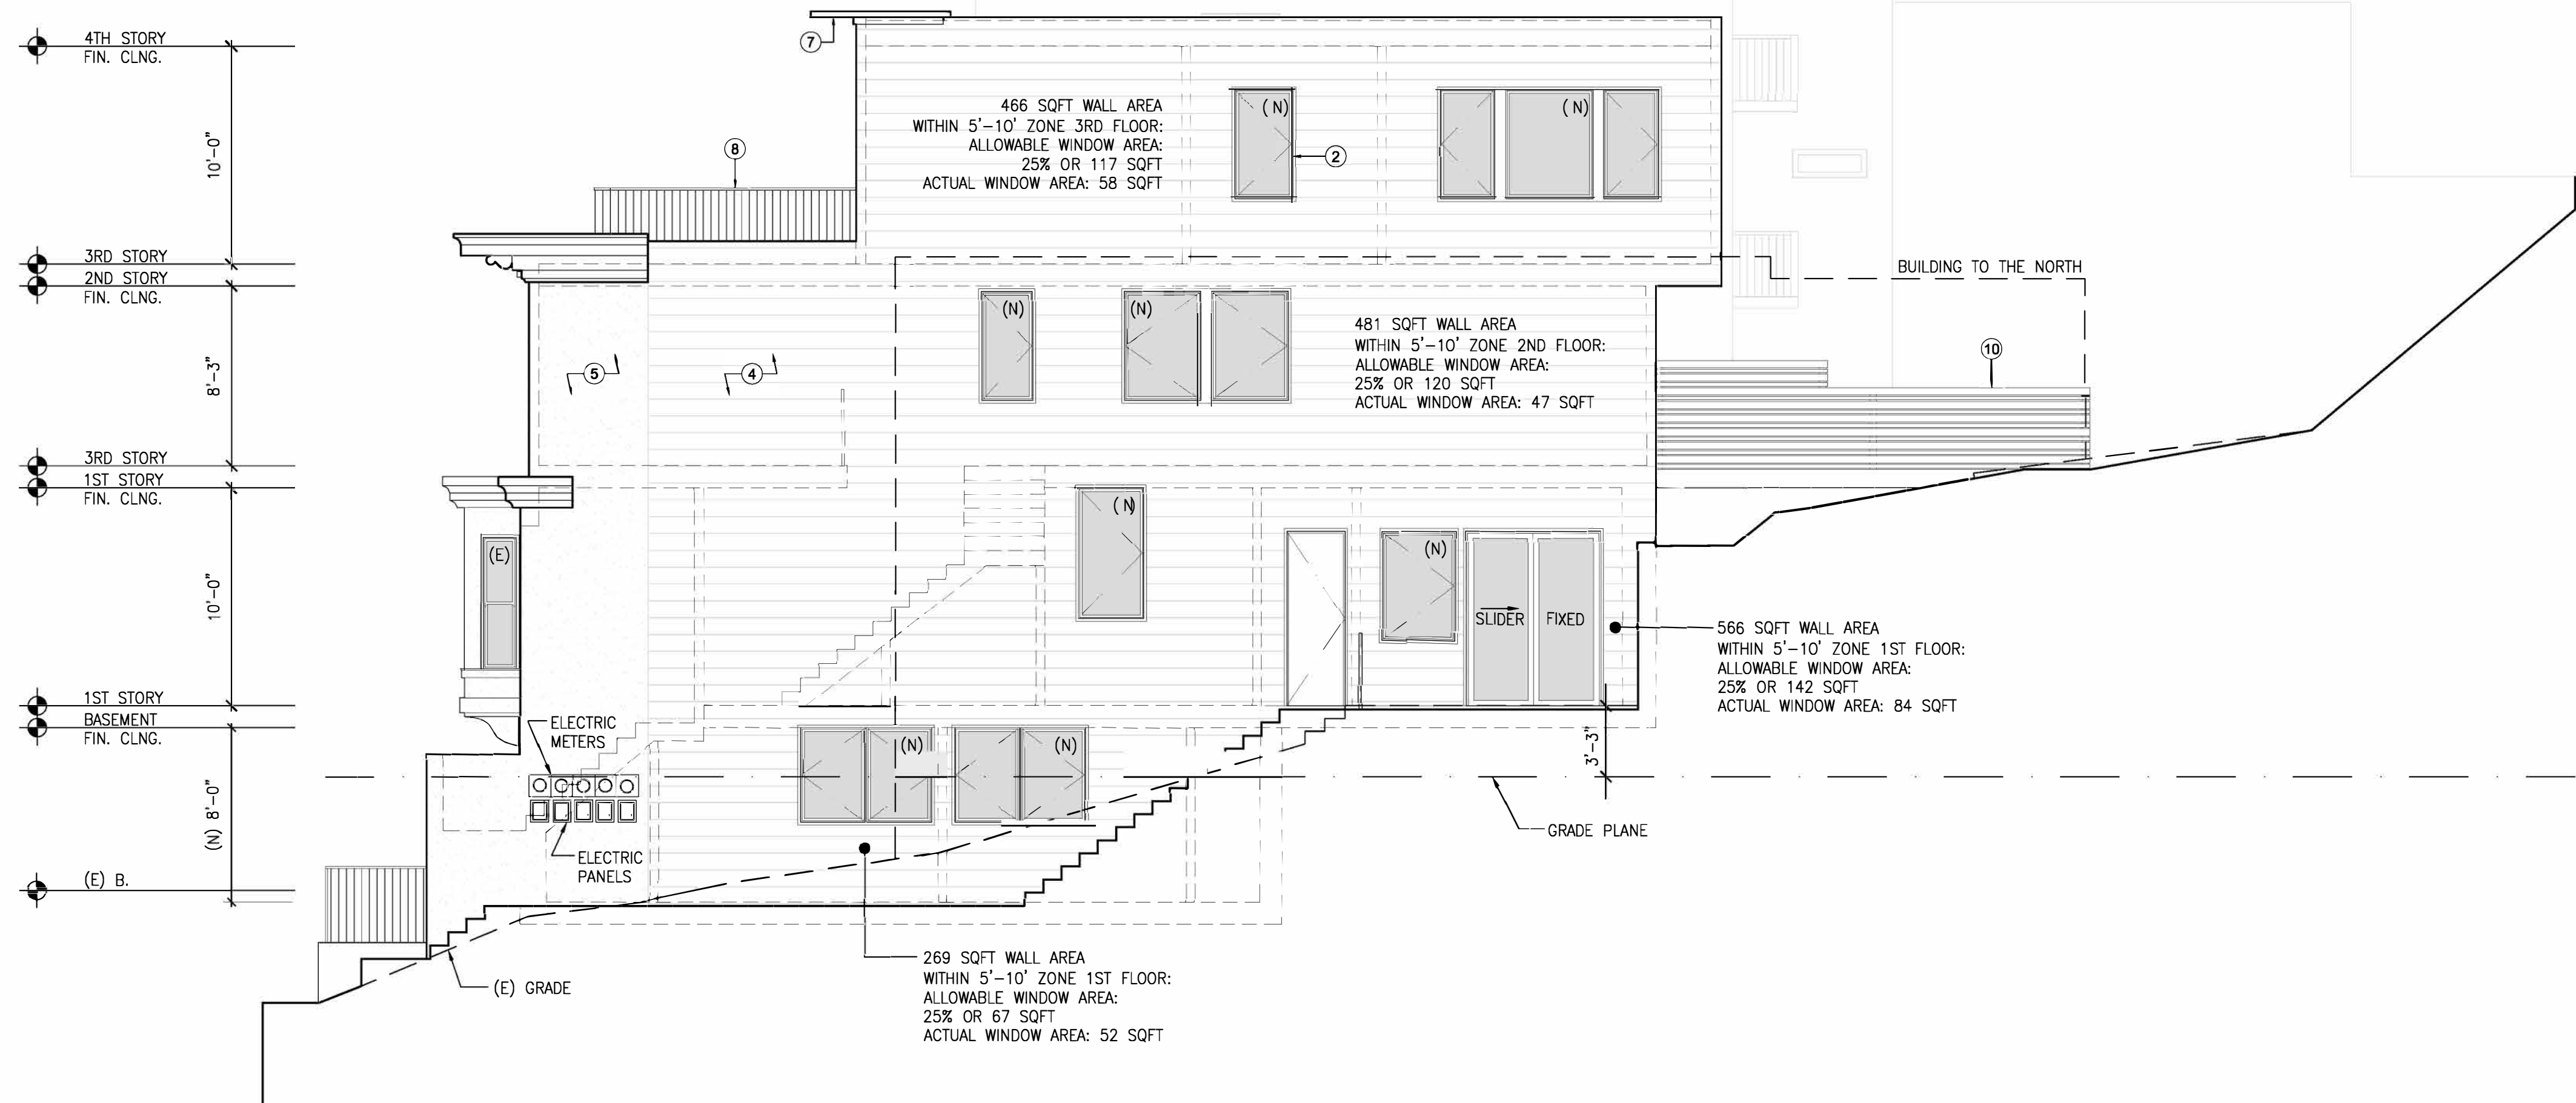 4TH STORY
FIN. CLNG.
10'-0"
3RD STORY
2ND STORY
FIN. CLNG.
8'-3"
3RD STORY
1ST STORY
FIN. CLNG.
10'-0"
1ST STORY
BASEMENT
FIN. CLNG.
(N) 8'-0"
(E) B.
7
8
466 SQFT WALL AREA
WITHIN 5'-10' ZONE 3RD FLOOR:
ALLOWABLE WINDOW AREA:
25% OR 117 SQFT
ACTUAL WINDOW AREA: 58 SQFT
(N)
2
(N)
BUILDING TO THE NORTH
5
4
(N)
(N)
481 SQFT WALL AREA
WITHIN 5'-10' ZONE 2ND FLOOR:
ALLOWABLE WINDOW AREA:
25% OR 120 SQFT
ACTUAL WINDOW AREA: 47 SQFT
10
(E)
(N)
(N)
SLIDER
FIXED
566 SQFT WALL AREA
WITHIN 5'-10' ZONE 1ST FLOOR:
ALLOWABLE WINDOW AREA:
25% OR 142 SQFT
ACTUAL WINDOW AREA: 84 SQFT
ELECTRIC
METERS
(N)
(N)
3'-3"
GRADE PLANE
ELECTRIC
PANELS
269 SQFT WALL AREA
WITHIN 5'-10' ZONE 1ST FLOOR:
ALLOWABLE WINDOW AREA:
25% OR 67 SQFT
ACTUAL WINDOW AREA: 52 SQFT
(E) GRADE